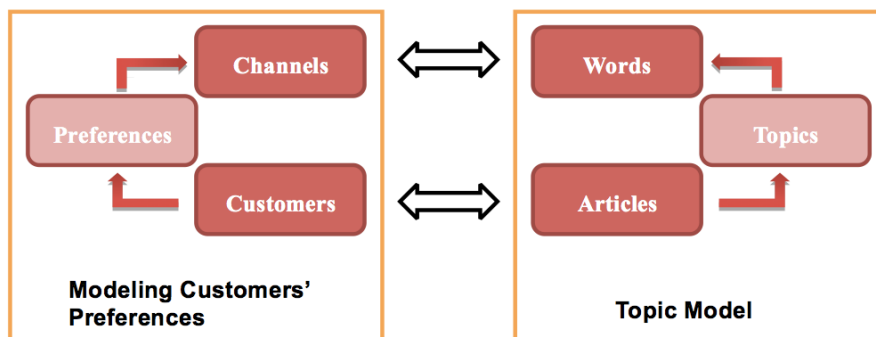 Channels
Preferences
Customers
Modeling Customers’
Preferences
Words
Topics
Articles
Topic Model